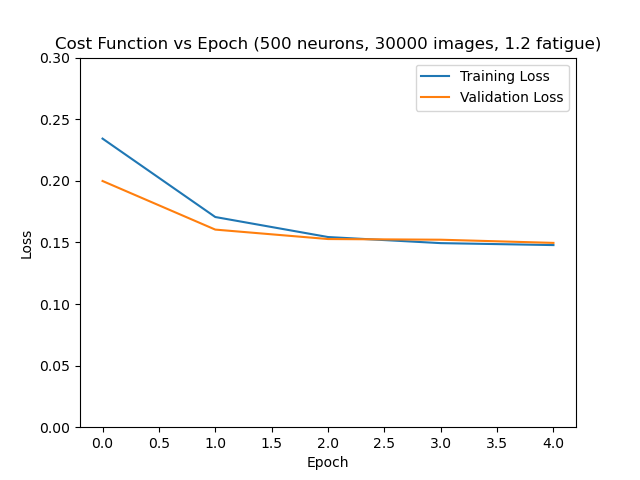 Cost Function vs Epoch (500 neurons, 30000 images, 1.2 fatigue)
Training Loss
Validation Loss
Loss
0.30
0.25
0.20
0.15
0.10
0.05
0.00
0.0 0.5 1.0 1.5 2.0 2.5 3.0 3.5 4.0
Epoch